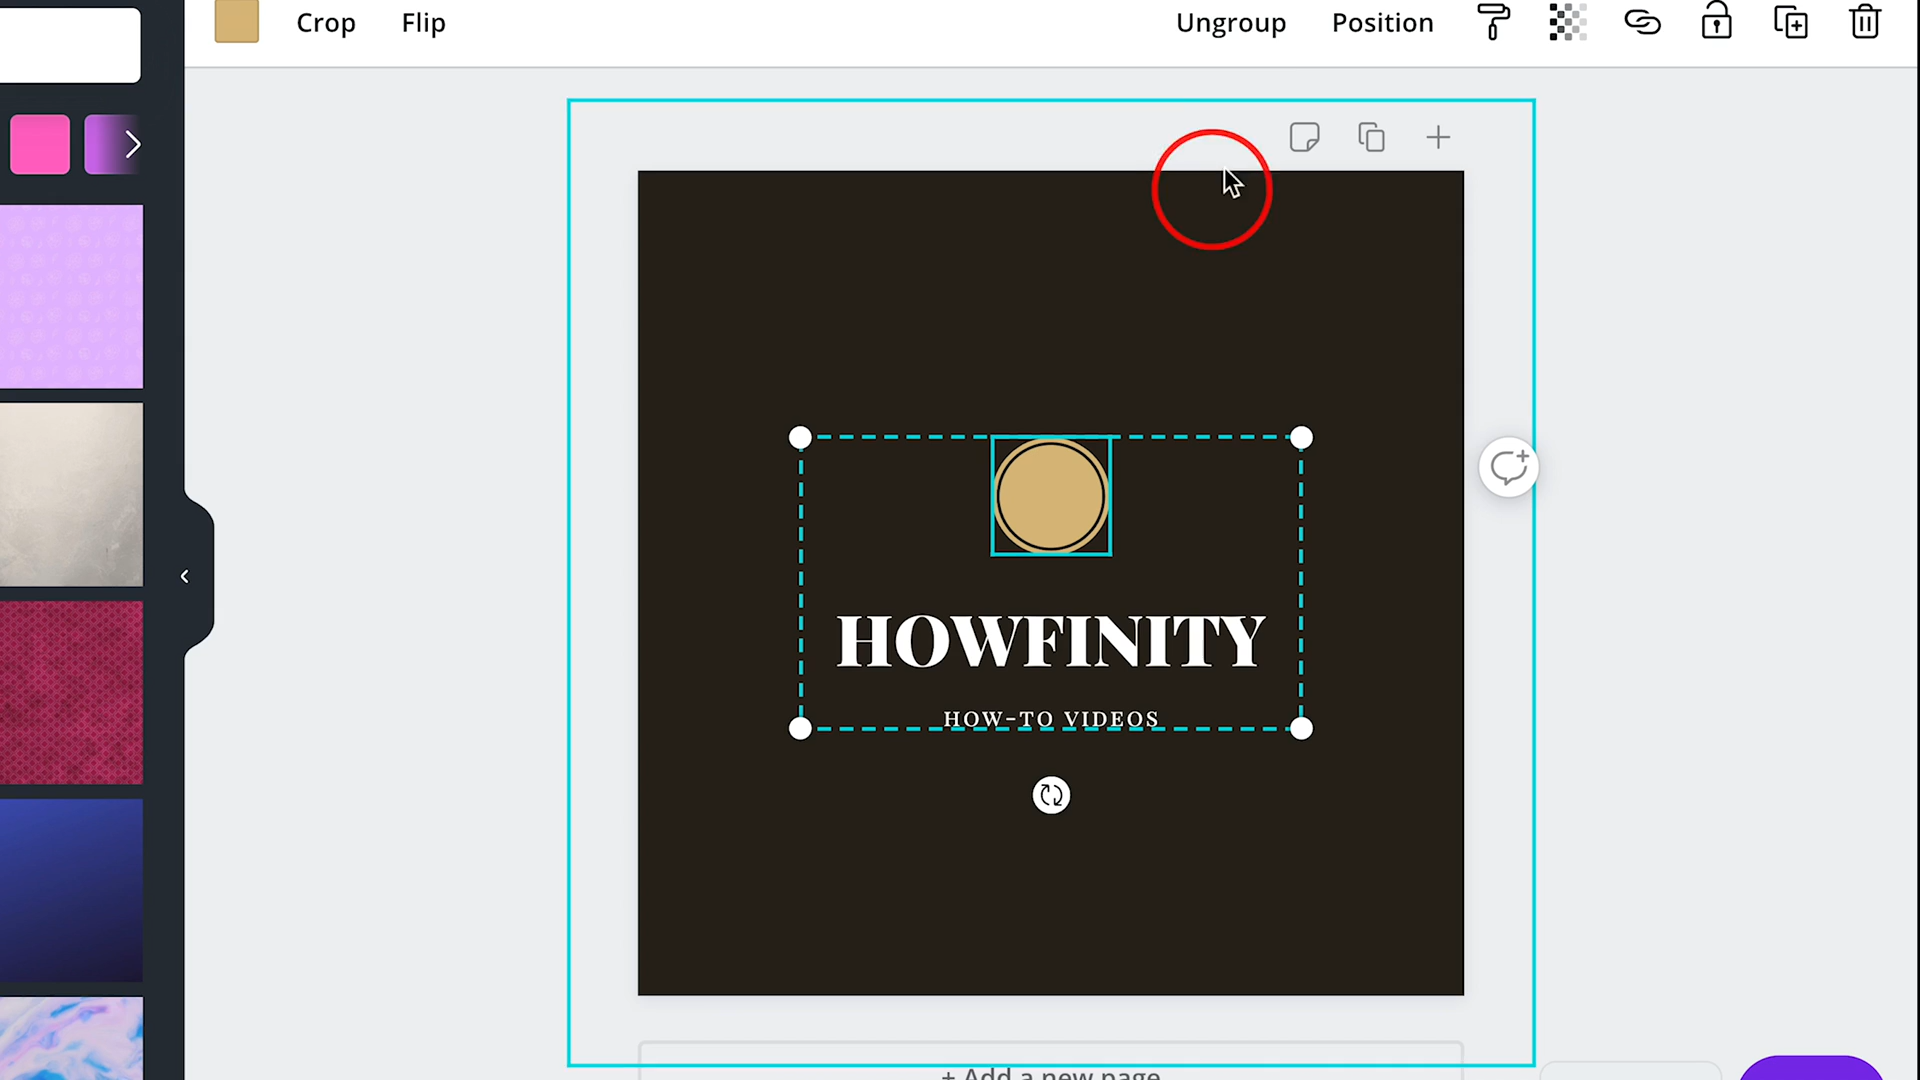 Crop Flip Ungroup Position
HOWFINITY
HOW-TO VIDEOS
+ Add a new page